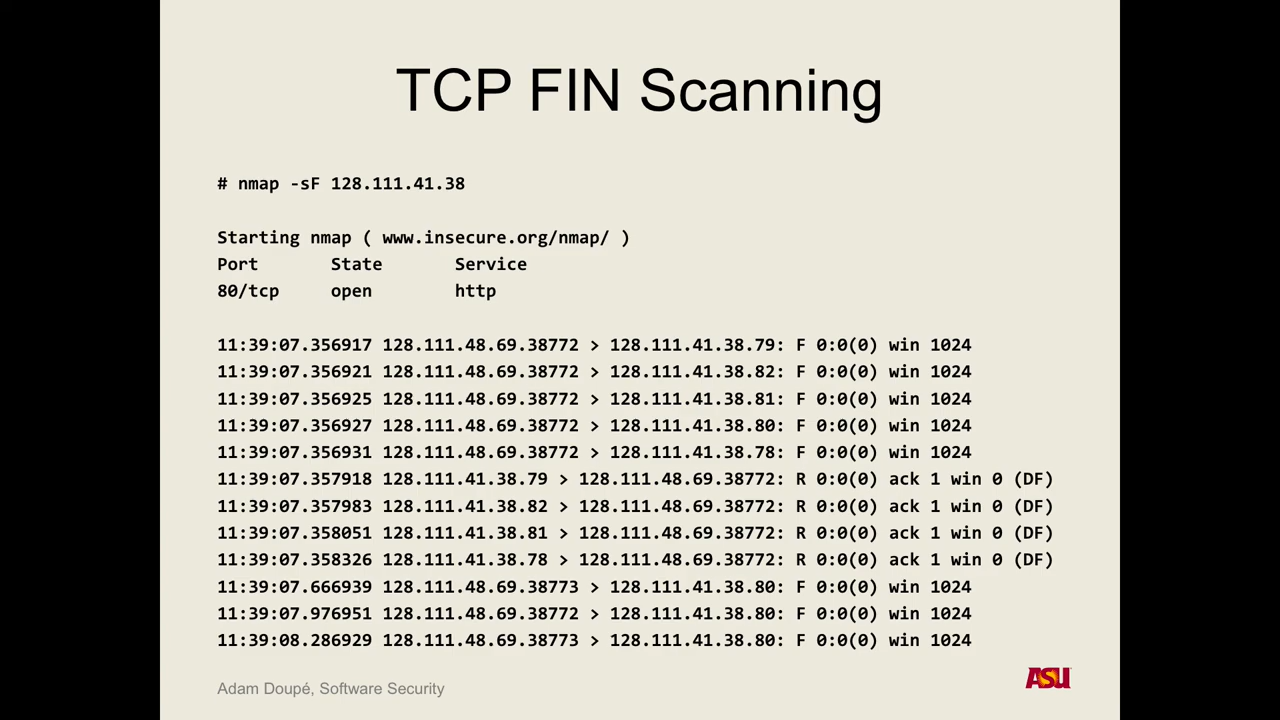 TCP FIN Scanning
# nmap -sF 128.111.41.38
Starting nmap ( www.insecure.org/nmap/ )
Port State Service
80/tcp open http
11:39:07.356917 128.111.48.69.38772 > 128.111.41.38.79: F 0:0(0) win 1024
11:39:07.356921 128.111.48.69.38772 > 128.111.41.38.82: F 0:0(0) win 1024
11:39:07.356925 128.111.48.69.38772 > 128.111.41.38.81: F 0:0(0) win 1024
11:39:07.356927 128.111.48.69.38772 > 128.111.41.38.80: F 0:0(0) win 1024
11:39:07.356931 128.111.48.69.38772 > 128.111.41.38.78: F 0:0(0) win 1024
11:39:07.357918 128.111.41.38.79 > 128.111.48.69.38772: R 0:0(0) ack 1 win 0 (DF)
11:39:07.357983 128.111.41.38.82 > 128.111.48.69.38772: R 0:0(0) ack 1 win 0 (DF)
11:39:07.358051 128.111.41.38.81 > 128.111.48.69.38772: R 0:0(0) ack 1 win 0 (DF)
11:39:07.358326 128.111.41.38.78 > 128.111.48.69.38772: R 0:0(0) ack 1 win 0 (DF)
11:39:07.666939 128.111.48.69.38773 > 128.111.41.38.80: F 0:0(0) win 1024
11:39:07.976951 128.111.48.69.38772 > 128.111.41.38.80: F 0:0(0) win 1024
11:39:08.286929 128.111.48.69.38773 > 128.111.41.38.80: F 0:0(0) win 1024
Adam Doupé, Software Security
ASU